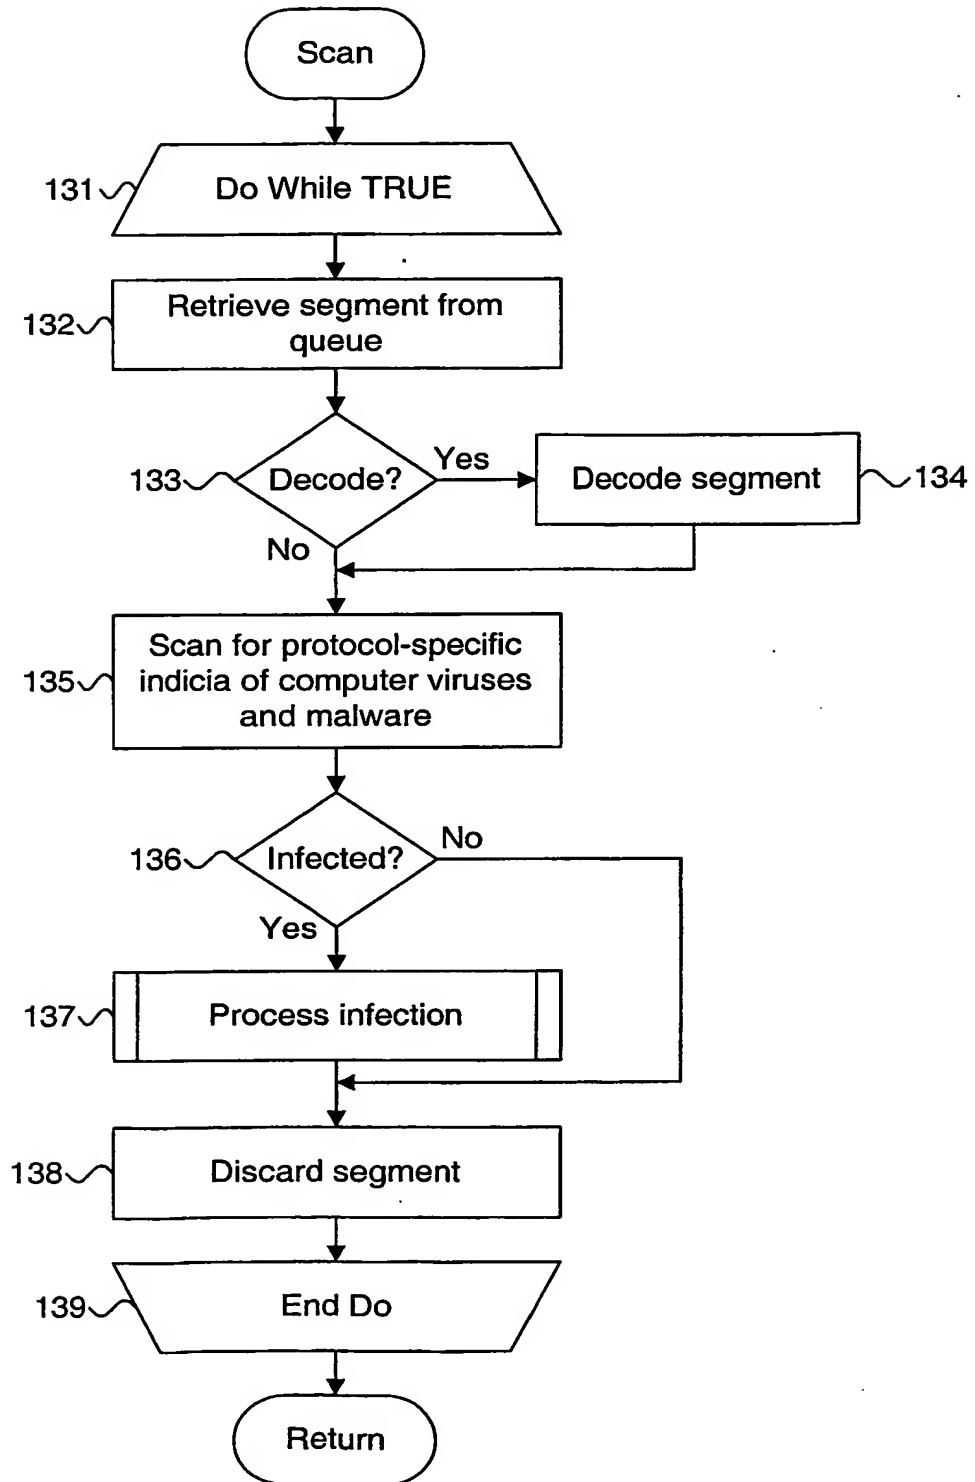 Scan
131
Do While TRUE
132
Retrieve segment from
queue
133
Decode?
Yes
Decode segment
134
No
135
Scan for protocol-specific
indicia of computer viruses
and malware
136
Infected?
No
Yes
137
Process infection
138
Discard segment
139
End Do
Return